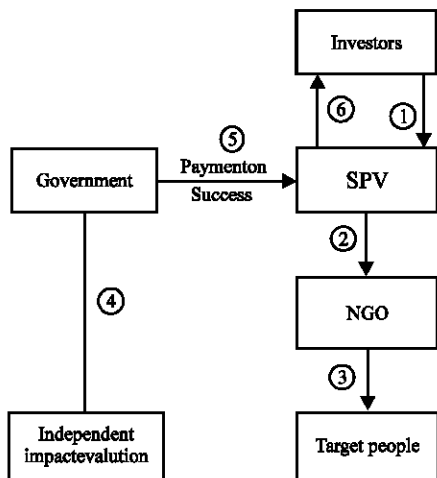 Investors
⑥
①
⑤
Paymenton
Success
Government
SPV
②
④
NGO
③
Independent
impactevalution
Target people